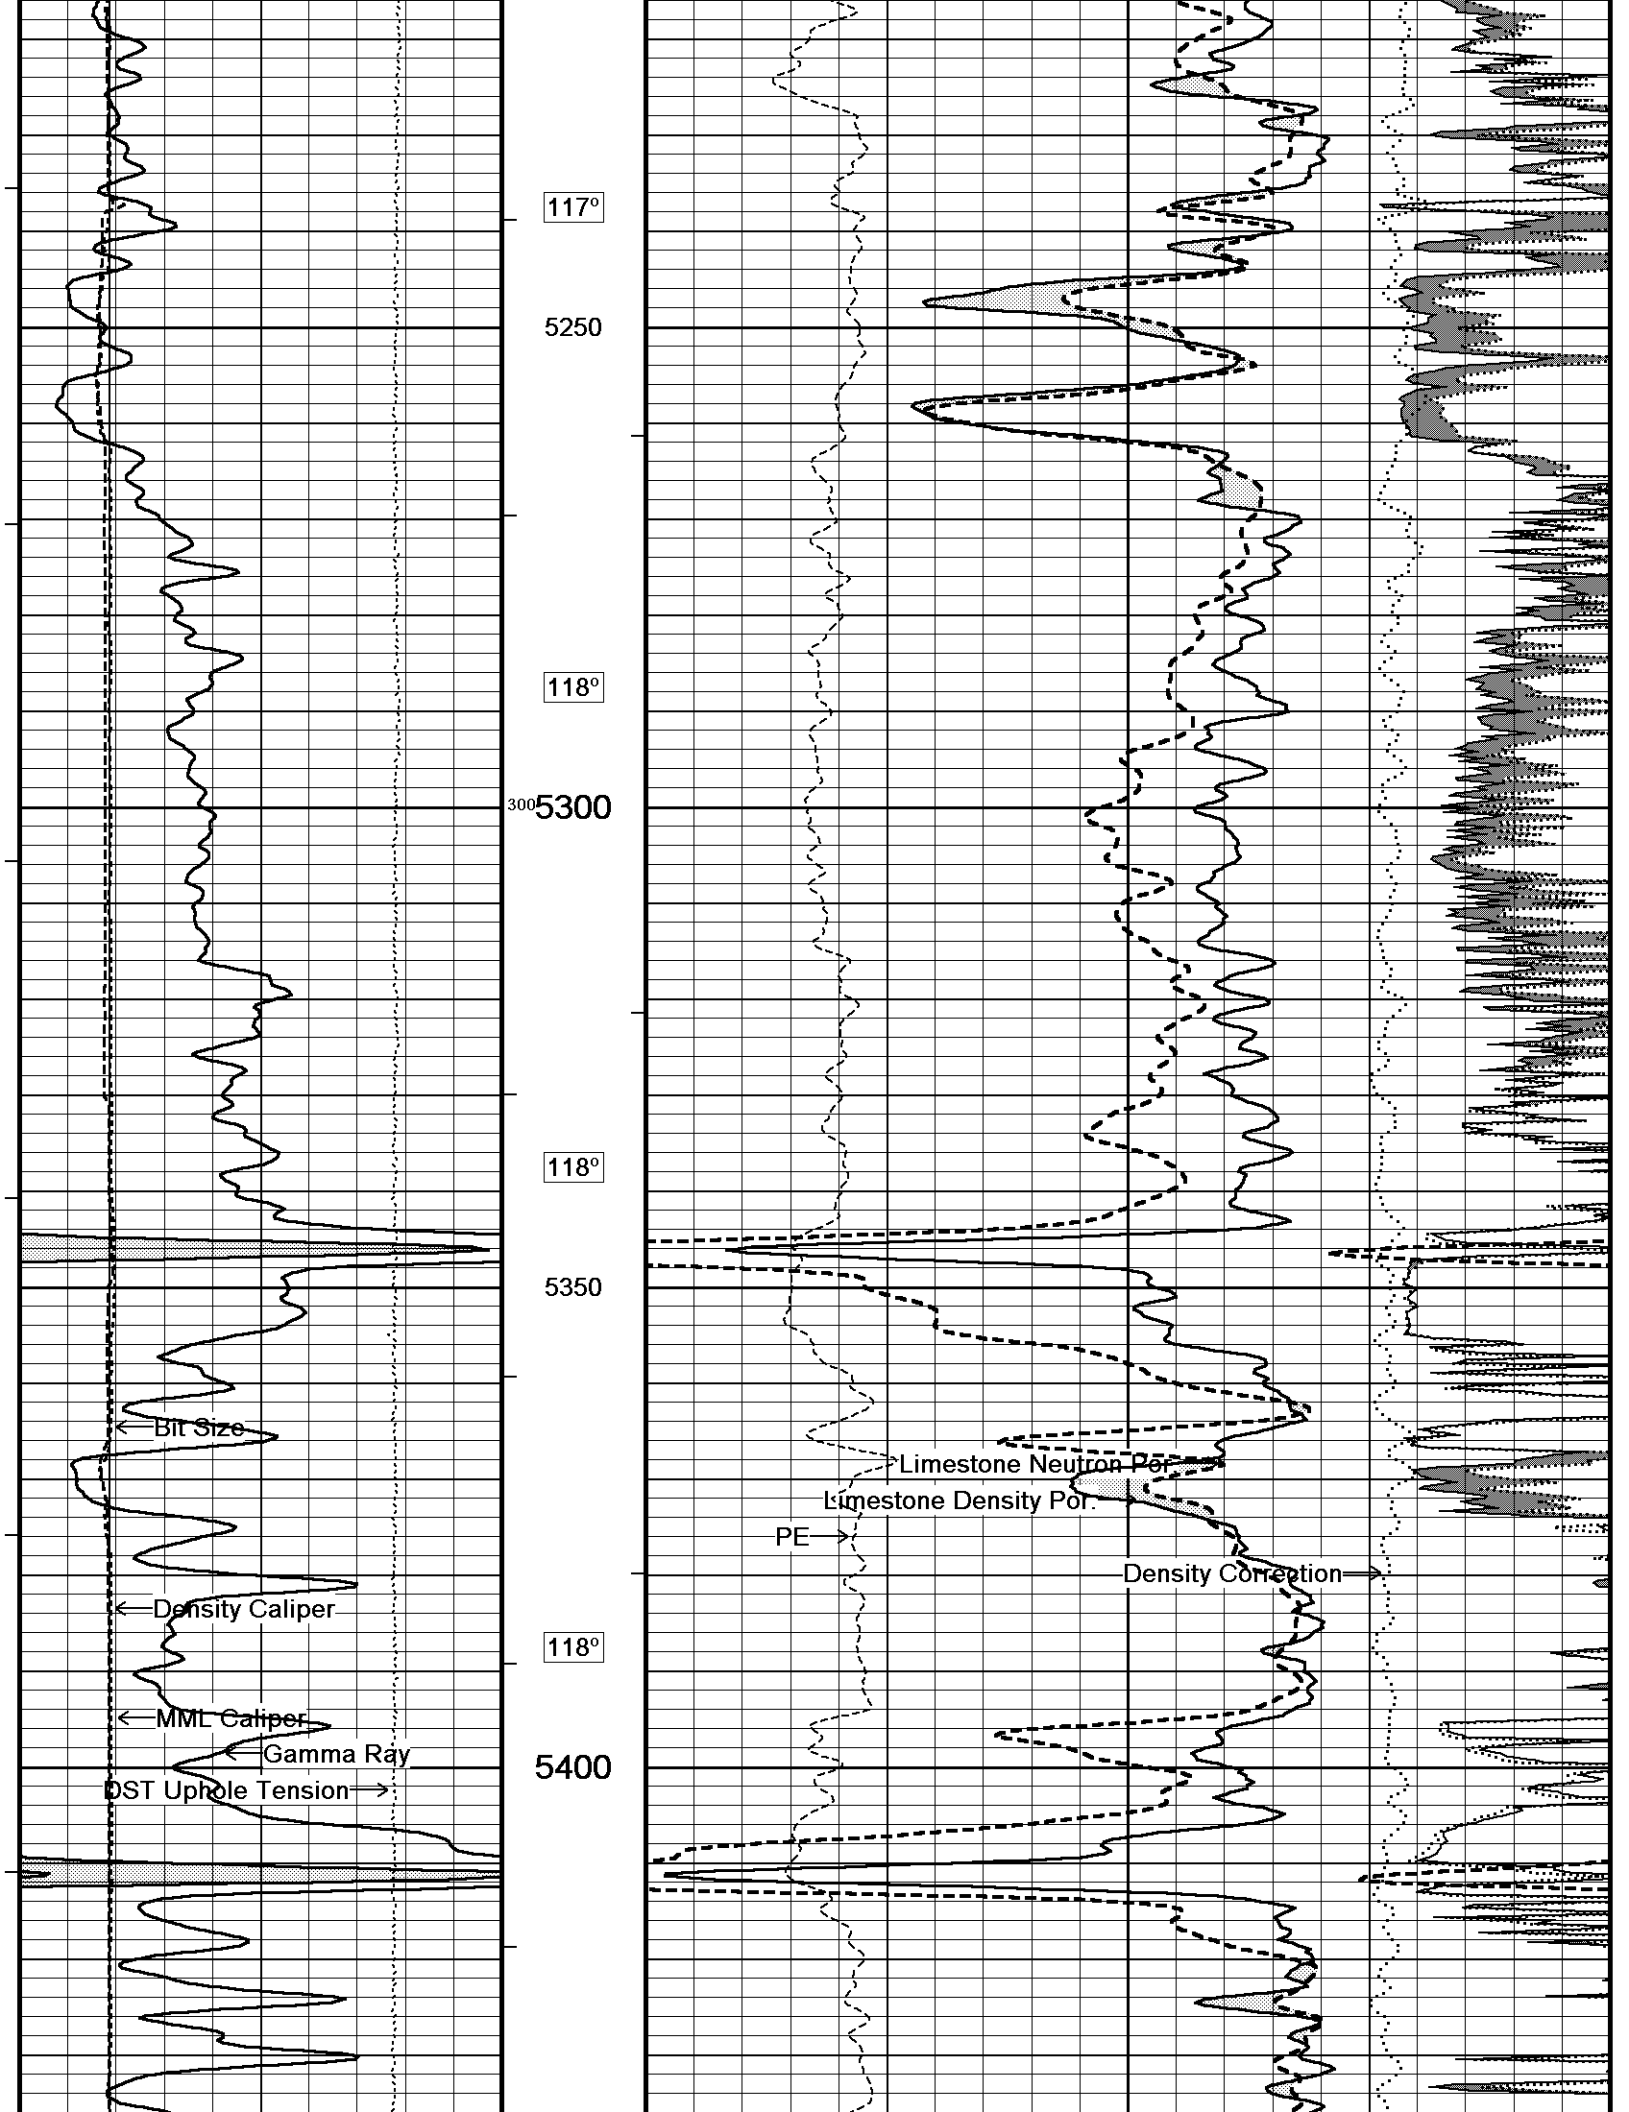 117°
5250
118°
300 5300
118°
5350
Bit Size
Limestone Neutron Por.
Limestone Density Por.
PE
Density Correction
Density Caliper
118°
MML Caliper
Gamma Ray
5400
DST Uphole Tension